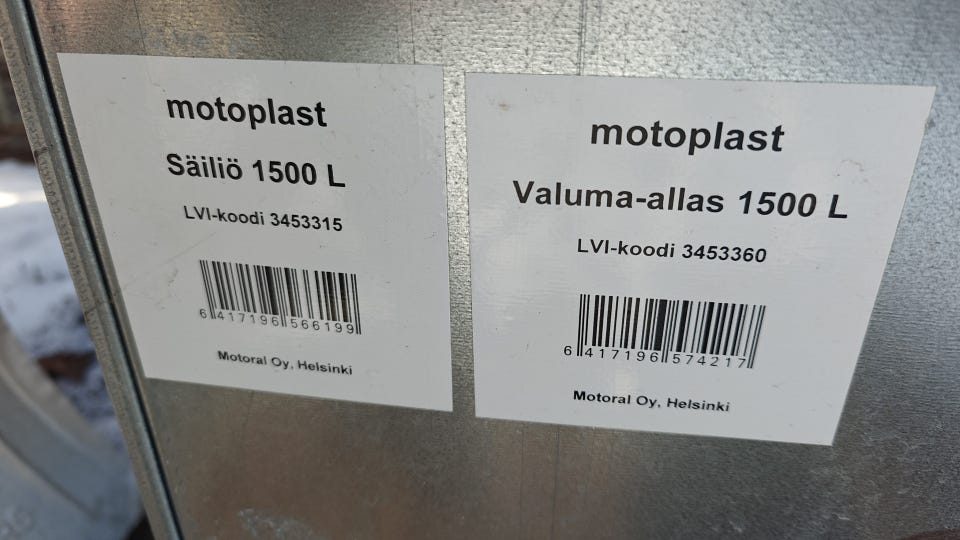 motoplast
Säiliö 1500 L
LVI-koodi 3453315
6 417196 566199
Motoral Oy, Helsinki
motoplast
Valuma-allas 1500 L
LVI-koodi 3453360
6 417196 574217
Motoral Oy, Helsinki